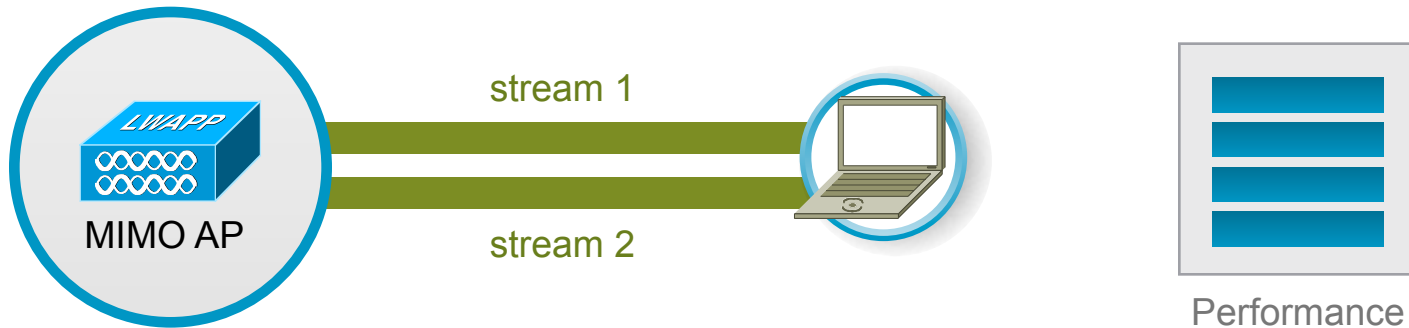 stream 1
LWAPP
MIMO AP
stream 2
Performance